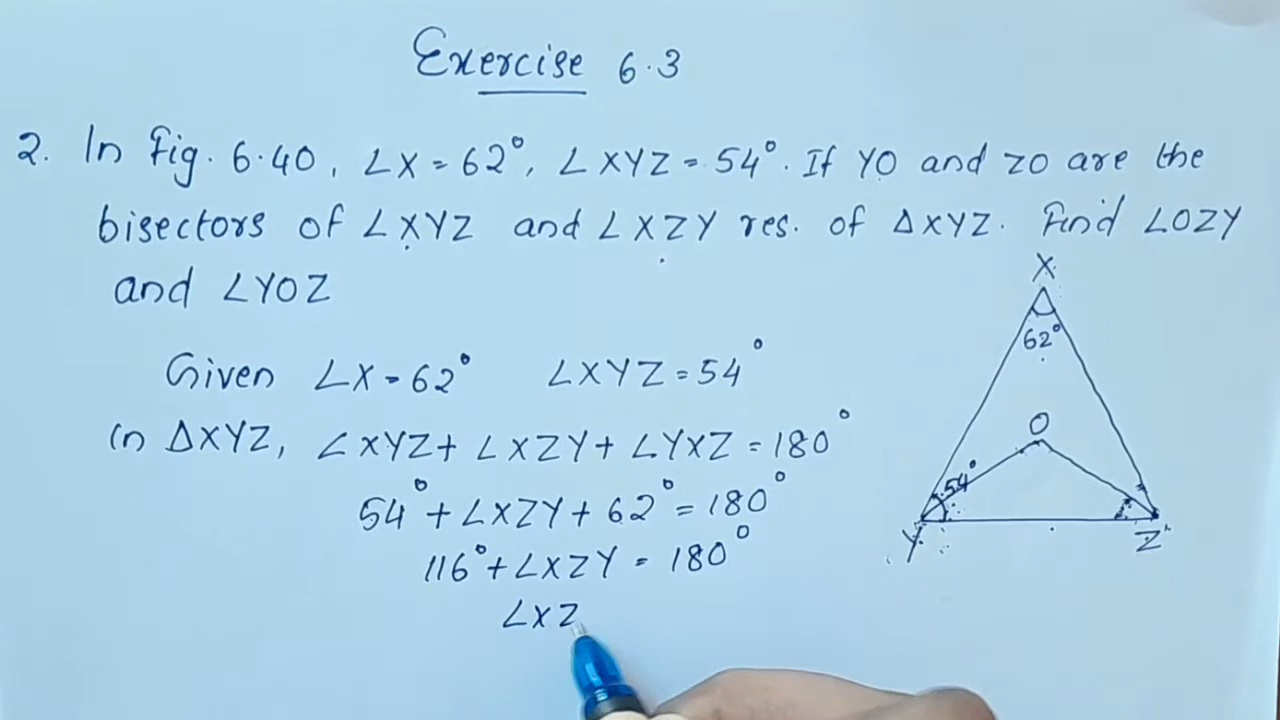 Exercise 6.3
2. In Fig. 6.40, ∠X = 62°, ∠XYZ = 54°. If YO and ZO are the
bisectors of ∠XYZ and ∠XZY res. of ΔXYZ. Find ∠OZY
and ∠YOZ
Given ∠X = 62° ∠XYZ = 54°
In ΔXYZ, ∠XYZ + ∠XZY + ∠YXZ = 180°
54° + ∠XZY + 62° = 180°
116° + ∠XZY = 180°
∠XZ
X
62°
O
54°
Y
Z